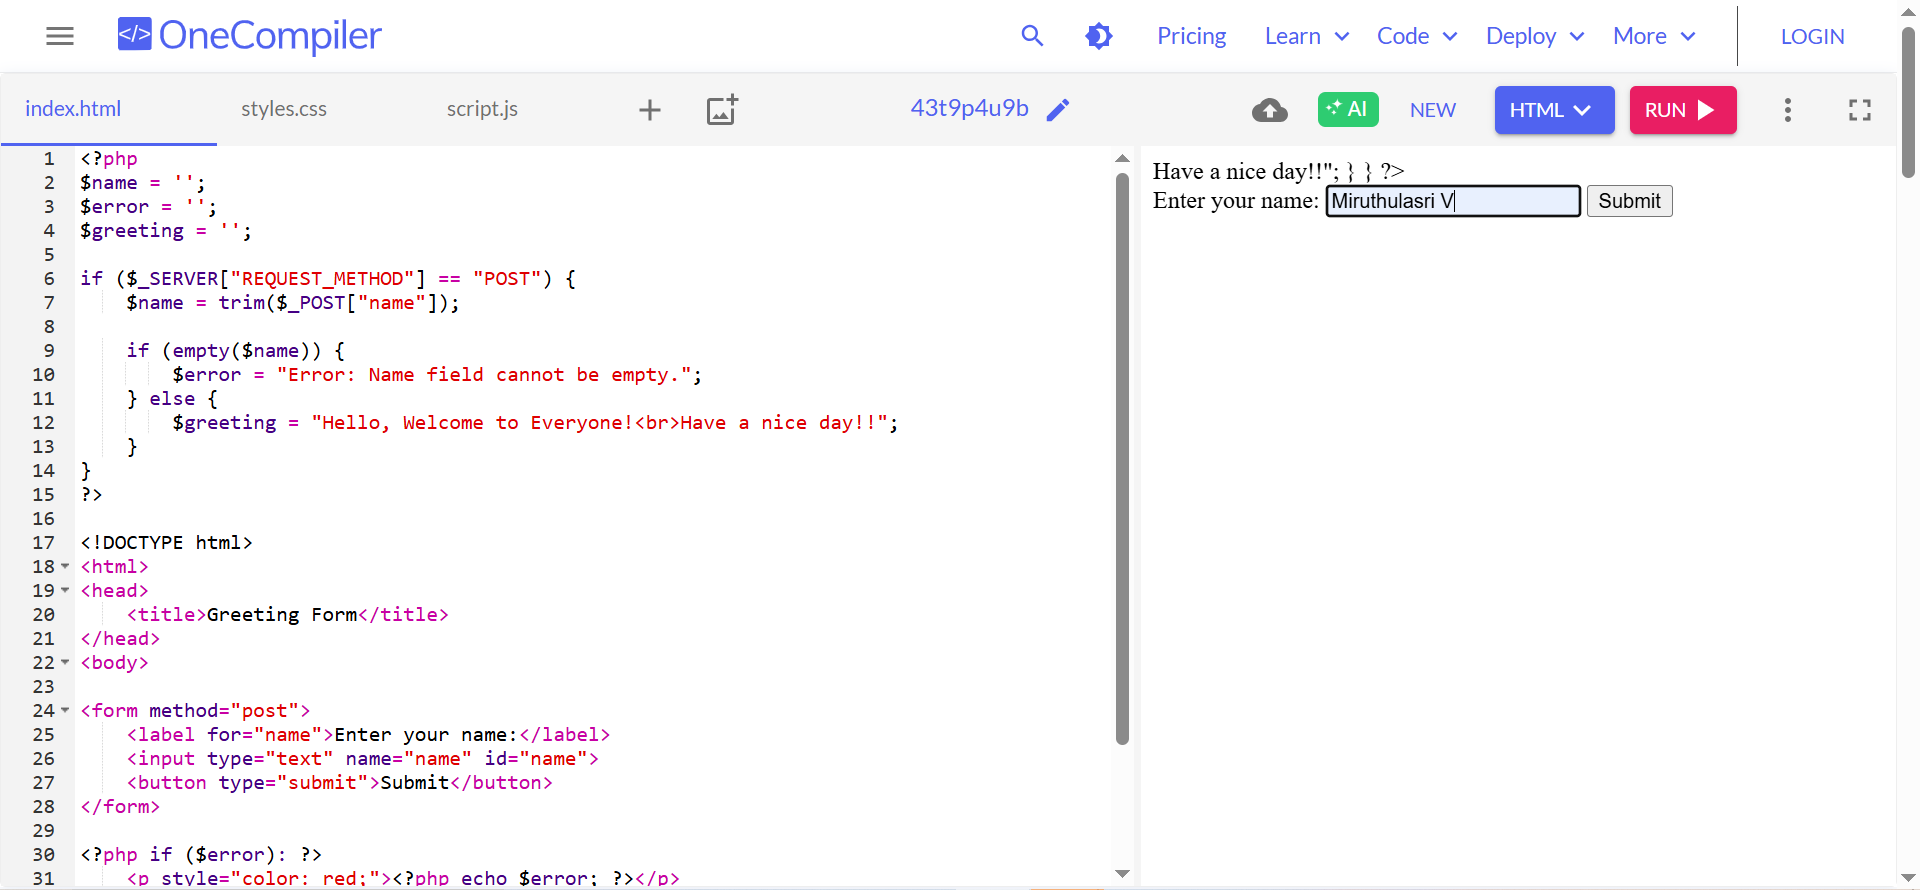 </> OneCompiler
Pricing Learn Code Deploy More LOGIN
index.html styles.css script.js 43t9p4u9b AI NEW HTML RUN
1 <?php
2 $name = '';
3 $error = '';
4 $greeting = '';
5
6 if ($_SERVER["REQUEST_METHOD"] == "POST") {
7     $name = trim($_POST["name"]);
8
9     if (empty($name)) {
10         $error = "Error: Name field cannot be empty.";
11     } else {
12         $greeting = "Hello, Welcome to Everyone!<br>Have a nice day!!";
13     }
14 }
15 ?>
16
17 <!DOCTYPE html>
18 <html>
19 <head>
20     <title>Greeting Form</title>
21 </head>
22 <body>
23
24 <form method="post">
25     <label for="name">Enter your name:</label>
26     <input type="text" name="name" id="name">
27     <button type="submit">Submit</button>
28 </form>
29
30 <?php if ($error): ?>
31     <p style="color: red;"><?php echo $error; ?></p>
Have a nice day!!"; } } ?>
Enter your name: Miruthulasri V Submit